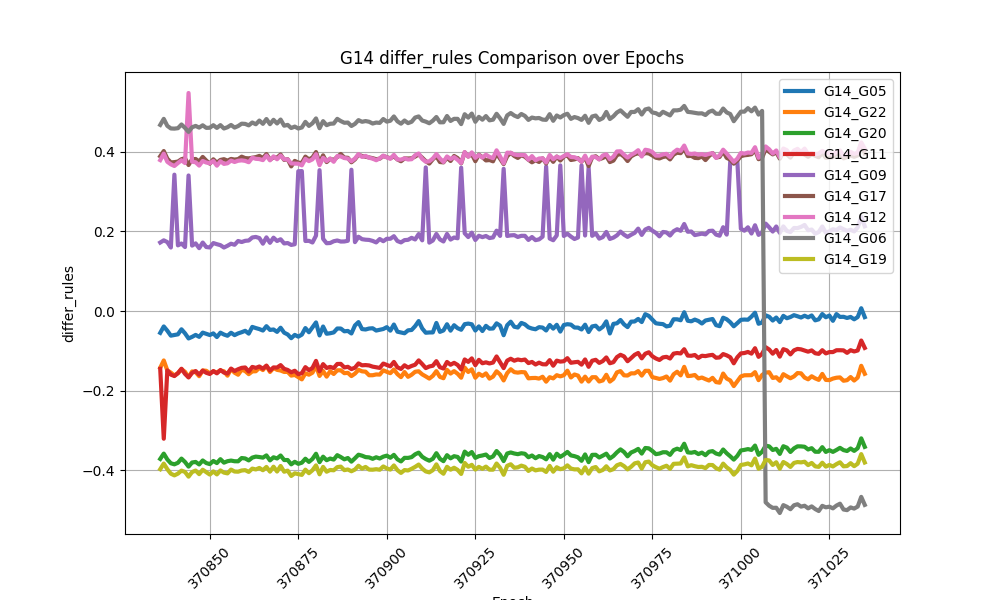 G14 differ_rules Comparison over Epochs
differ_rules
0.4
0.2
0.0
−0.2
−0.4
G14_G05
G14_G22
G14_G20
G14_G11
G14_G09
G14_G17
G14_G12
G14_G06
G14_G19
370850
370875
370900
370925
370950
370975
371000
371025
Epoch